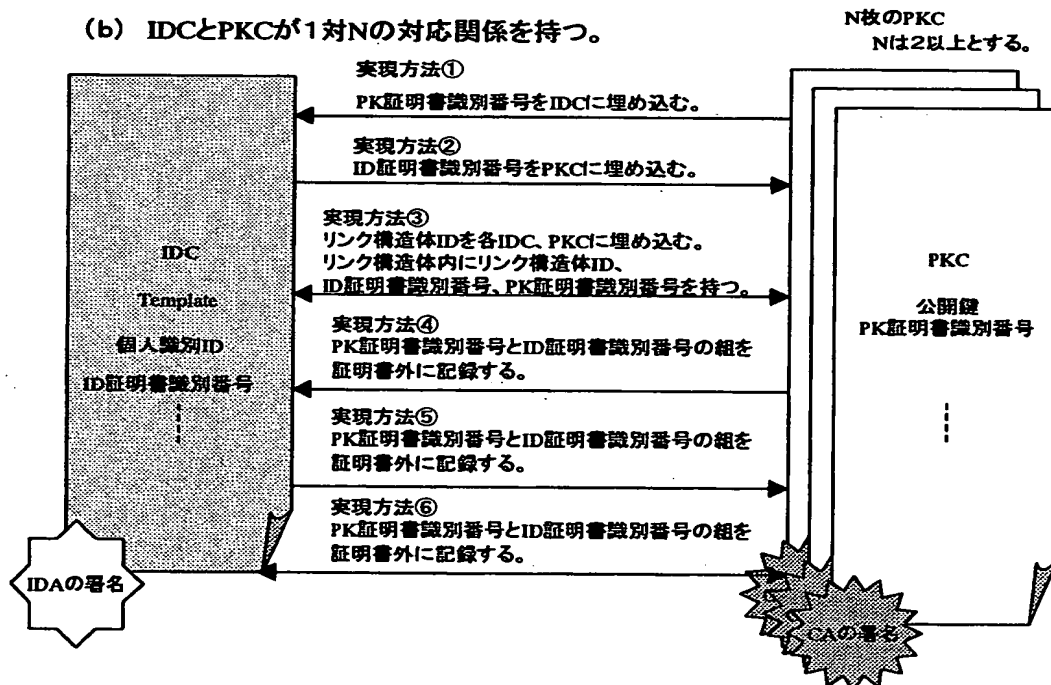 (b) IDCとPKCが1対Nの対応関係を持つ。
N枚のPKC
Nは2以上とする。
実現方法①
PK証明書識別番号をIDCに埋め込む。
実現方法②
ID証明書識別番号をPKCに埋め込む。
実現方法③
リンク構造体IDを各IDC、PKCに埋め込む。
リンク構造体内にリンク構造体ID、
ID証明書識別番号、PK証明書識別番号を持つ。
実現方法④
PK証明書識別番号とID証明書識別番号の組を
証明書外に記録する。
実現方法⑤
PK証明書識別番号とID証明書識別番号の組を
証明書外に記録する。
実現方法⑥
PK証明書識別番号とID証明書識別番号の組を
証明書外に記録する。
IDC
Template
個人識別ID
ID証明書識別番号
IDAの署名
PKC
公開鍵
PK証明書識別番号
CAの署名